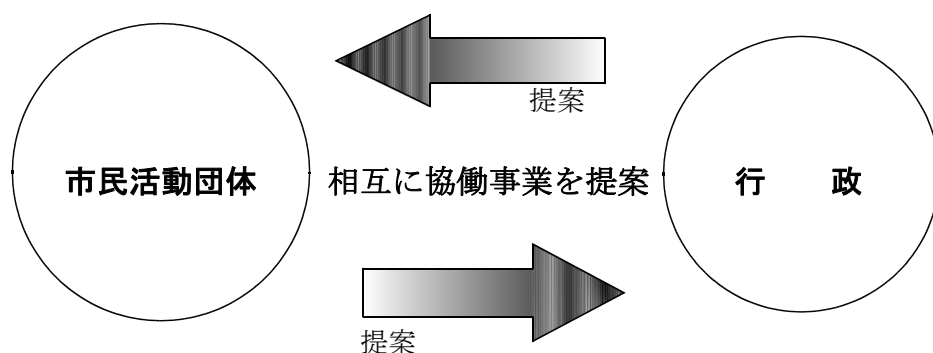 提案
市民活動団体
相互に協働事業を提案
行　　政
提案